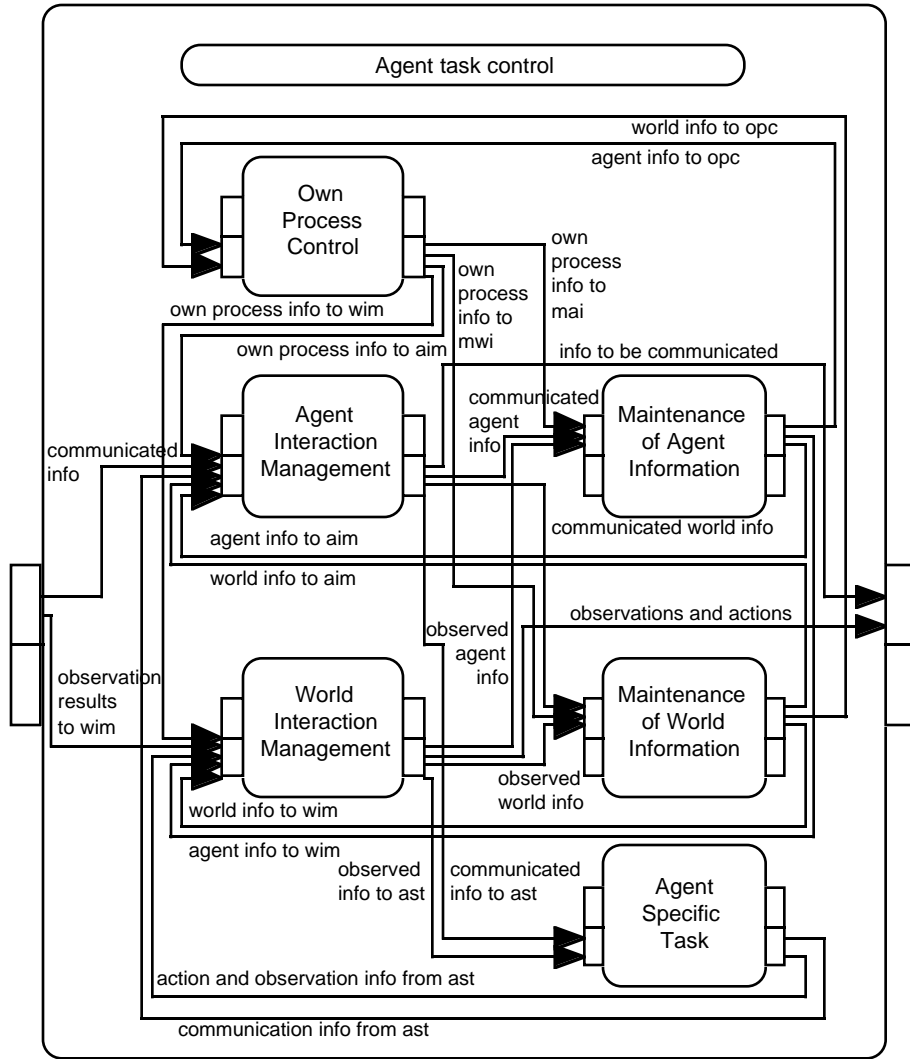 Agent task control
world info to opc
agent info to opc
Own
Process
Control
own
process
info to
mai
own
process
info to
mwi
own process info to wim
own process info to aim
info to be communicated
Agent
Interaction
Management
communicated
agent
info
Maintenance
of Agent
Information
communicated
info
communicated world info
agent info to aim
world info to aim
observations and actions
observed
agent
info
observation
results
to wim
World
Interaction
Management
Maintenance
of World
Information
observed
world info
world info to wim
agent info to wim
observed
info to ast
communicated
info to ast
Agent
Specific
Task
action and observation info from ast
communication info from ast